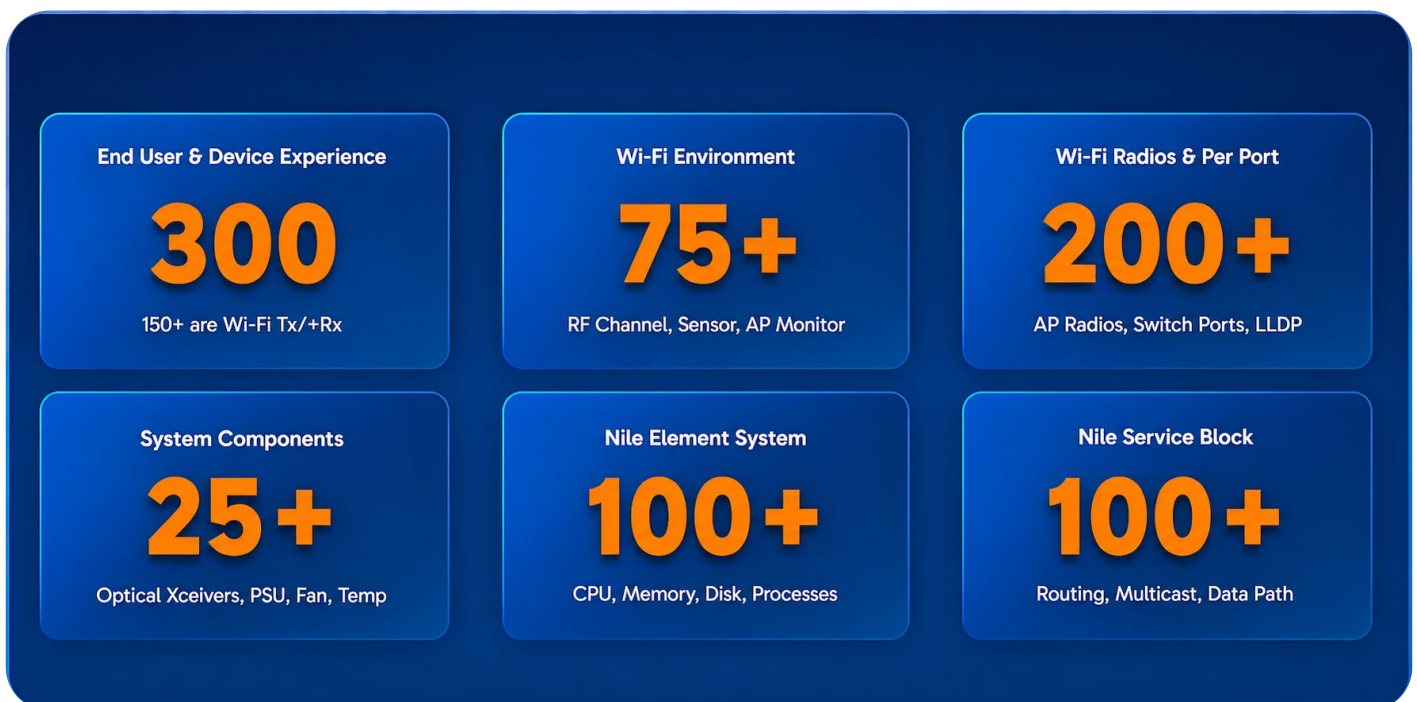 End User & Device Experience
300
150+ are Wi-Fi Tx/+Rx
Wi-Fi Environment
75+
RF Channel, Sensor, AP Monitor
Wi-Fi Radios & Per Port
200+
AP Radios, Switch Ports, LLDP
System Components
25+
Optical Xceivers, PSU, Fan, Temp
Nile Element System
100+
CPU, Memory, Disk, Processes
Nile Service Block
100+
Routing, Multicast, Data Path